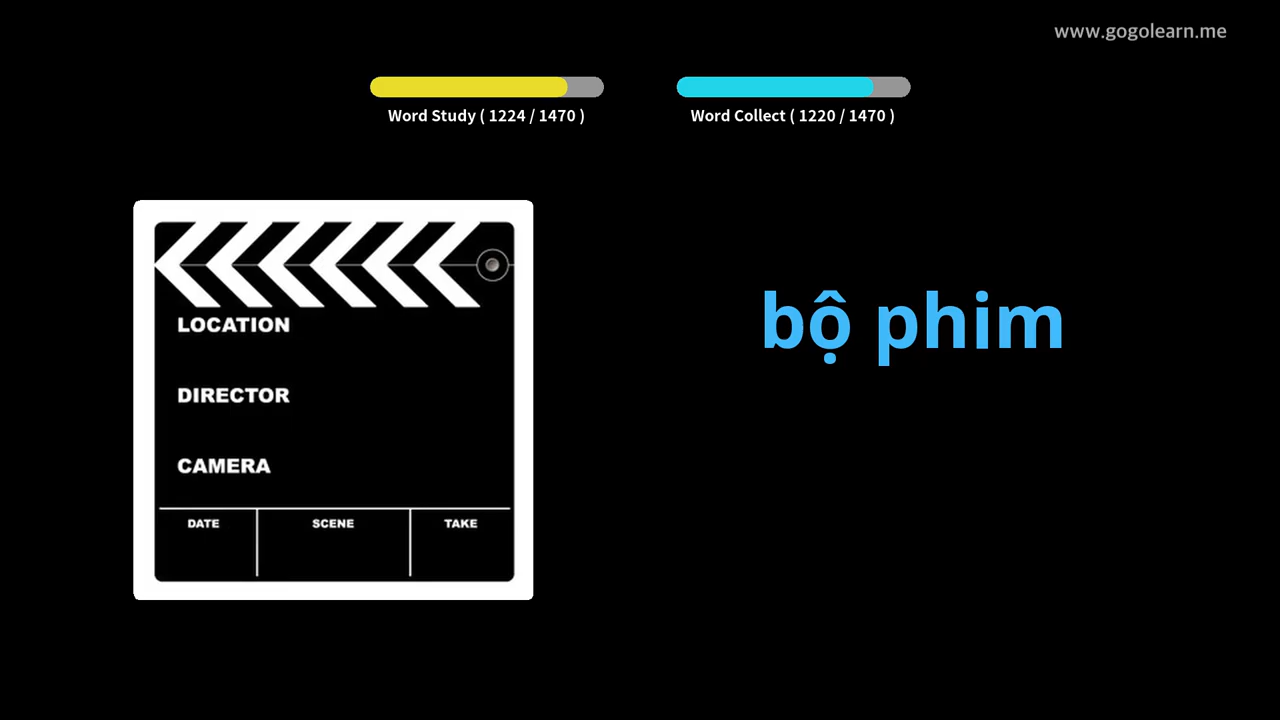 www.gogolearn.me
Word Study ( 1224 / 1470 )
Word Collect ( 1220 / 1470 )
LOCATION
DIRECTOR
CAMERA
DATE
SCENE
TAKE
bộ phim